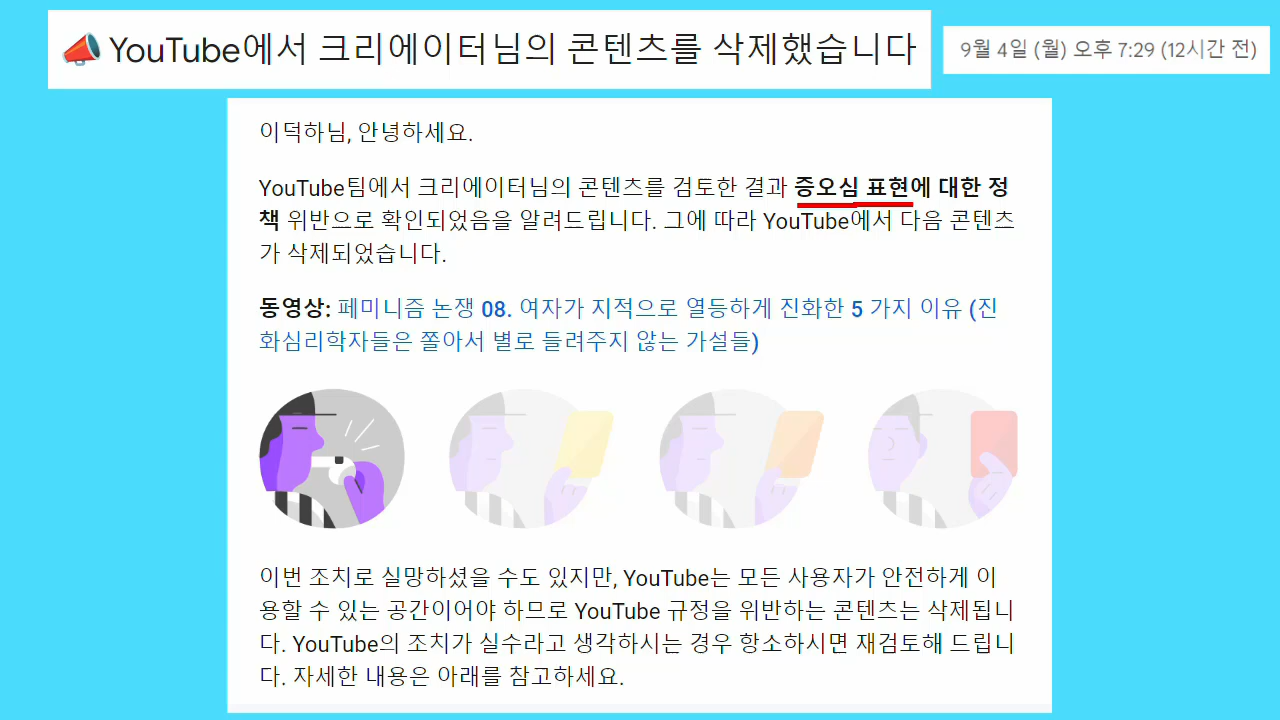 📣 YouTube에서 크리에이터님의 콘텐츠를 삭제했습니다
9월 4일 (월) 오후 7:29 (12시간 전)
이덕하님, 안녕하세요.
YouTube팀에서 크리에이터님의 콘텐츠를 검토한 결과 증오심 표현에 대한 정
책 위반으로 확인되었음을 알려드립니다. 그에 따라 YouTube에서 다음 콘텐츠
가 삭제되었습니다.
동영상: 페미니즘 논쟁 08. 여자가 지적으로 열등하게 진화한 5 가지 이유 (진
화심리학자들은 쫄아서 별로 들려주지 않는 가설들)
이번 조치로 실망하셨을 수도 있지만, YouTube는 모든 사용자가 안전하게 이
용할 수 있는 공간이어야 하므로 YouTube 규정을 위반하는 콘텐츠는 삭제됩니
다. YouTube의 조치가 실수라고 생각하시는 경우 항소하시면 재검토해 드립니
다. 자세한 내용은 아래를 참고하세요.